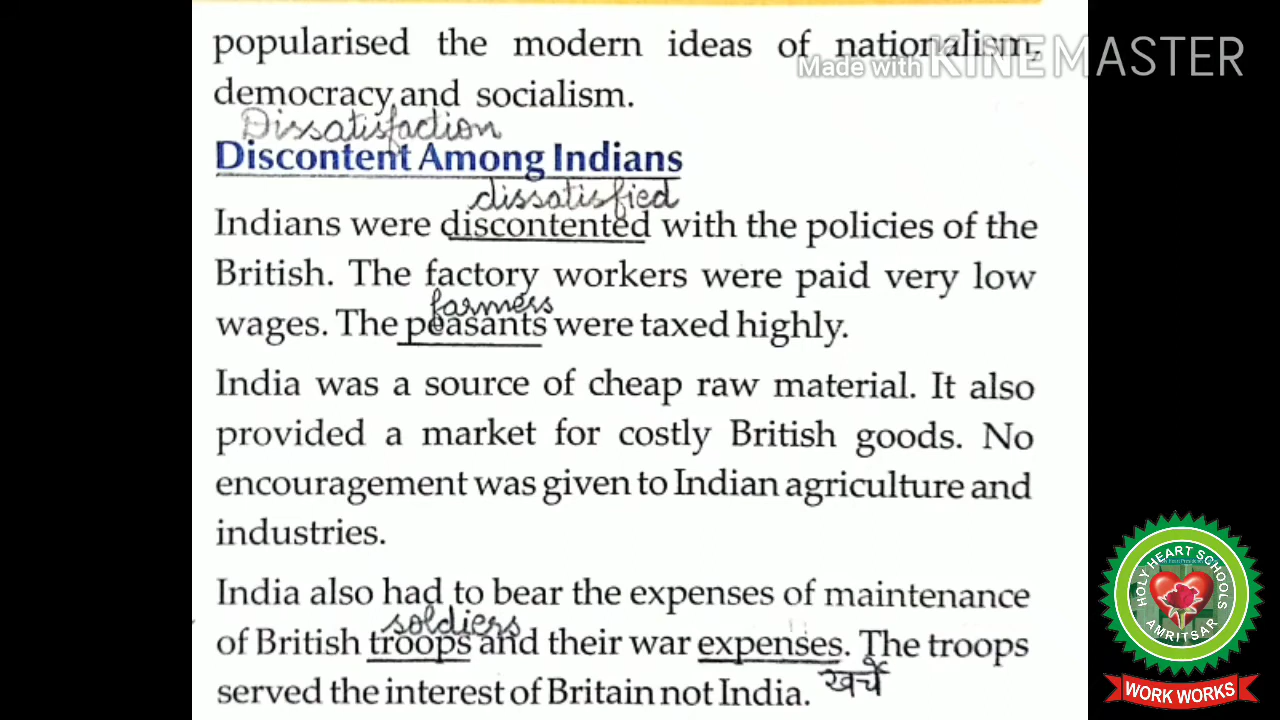 popularised the modern ideas of nationalism,
Made with KINEMASTER
democracy and socialism.
Dissatisfaction
Discontent Among Indians
dissatisfied
Indians were discontented with the policies of the
British. The factory workers were paid very low
farmers
wages. The peasants were taxed highly.
India was a source of cheap raw material. It also
provided a market for costly British goods. No
encouragement was given to Indian agriculture and
industries.
India also had to bear the expenses of maintenance
soldiers
of British troops and their war expenses. The troops
खर्चे
served the interest of Britain not India.
HOLY HEART SCHOOLS
AMRITSAR
WORK WORKS